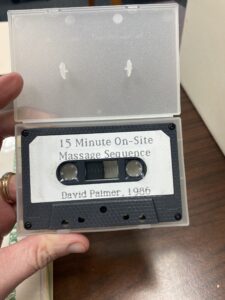 15 Minute On-Site
Massage Sequence
David Palmer, 1986